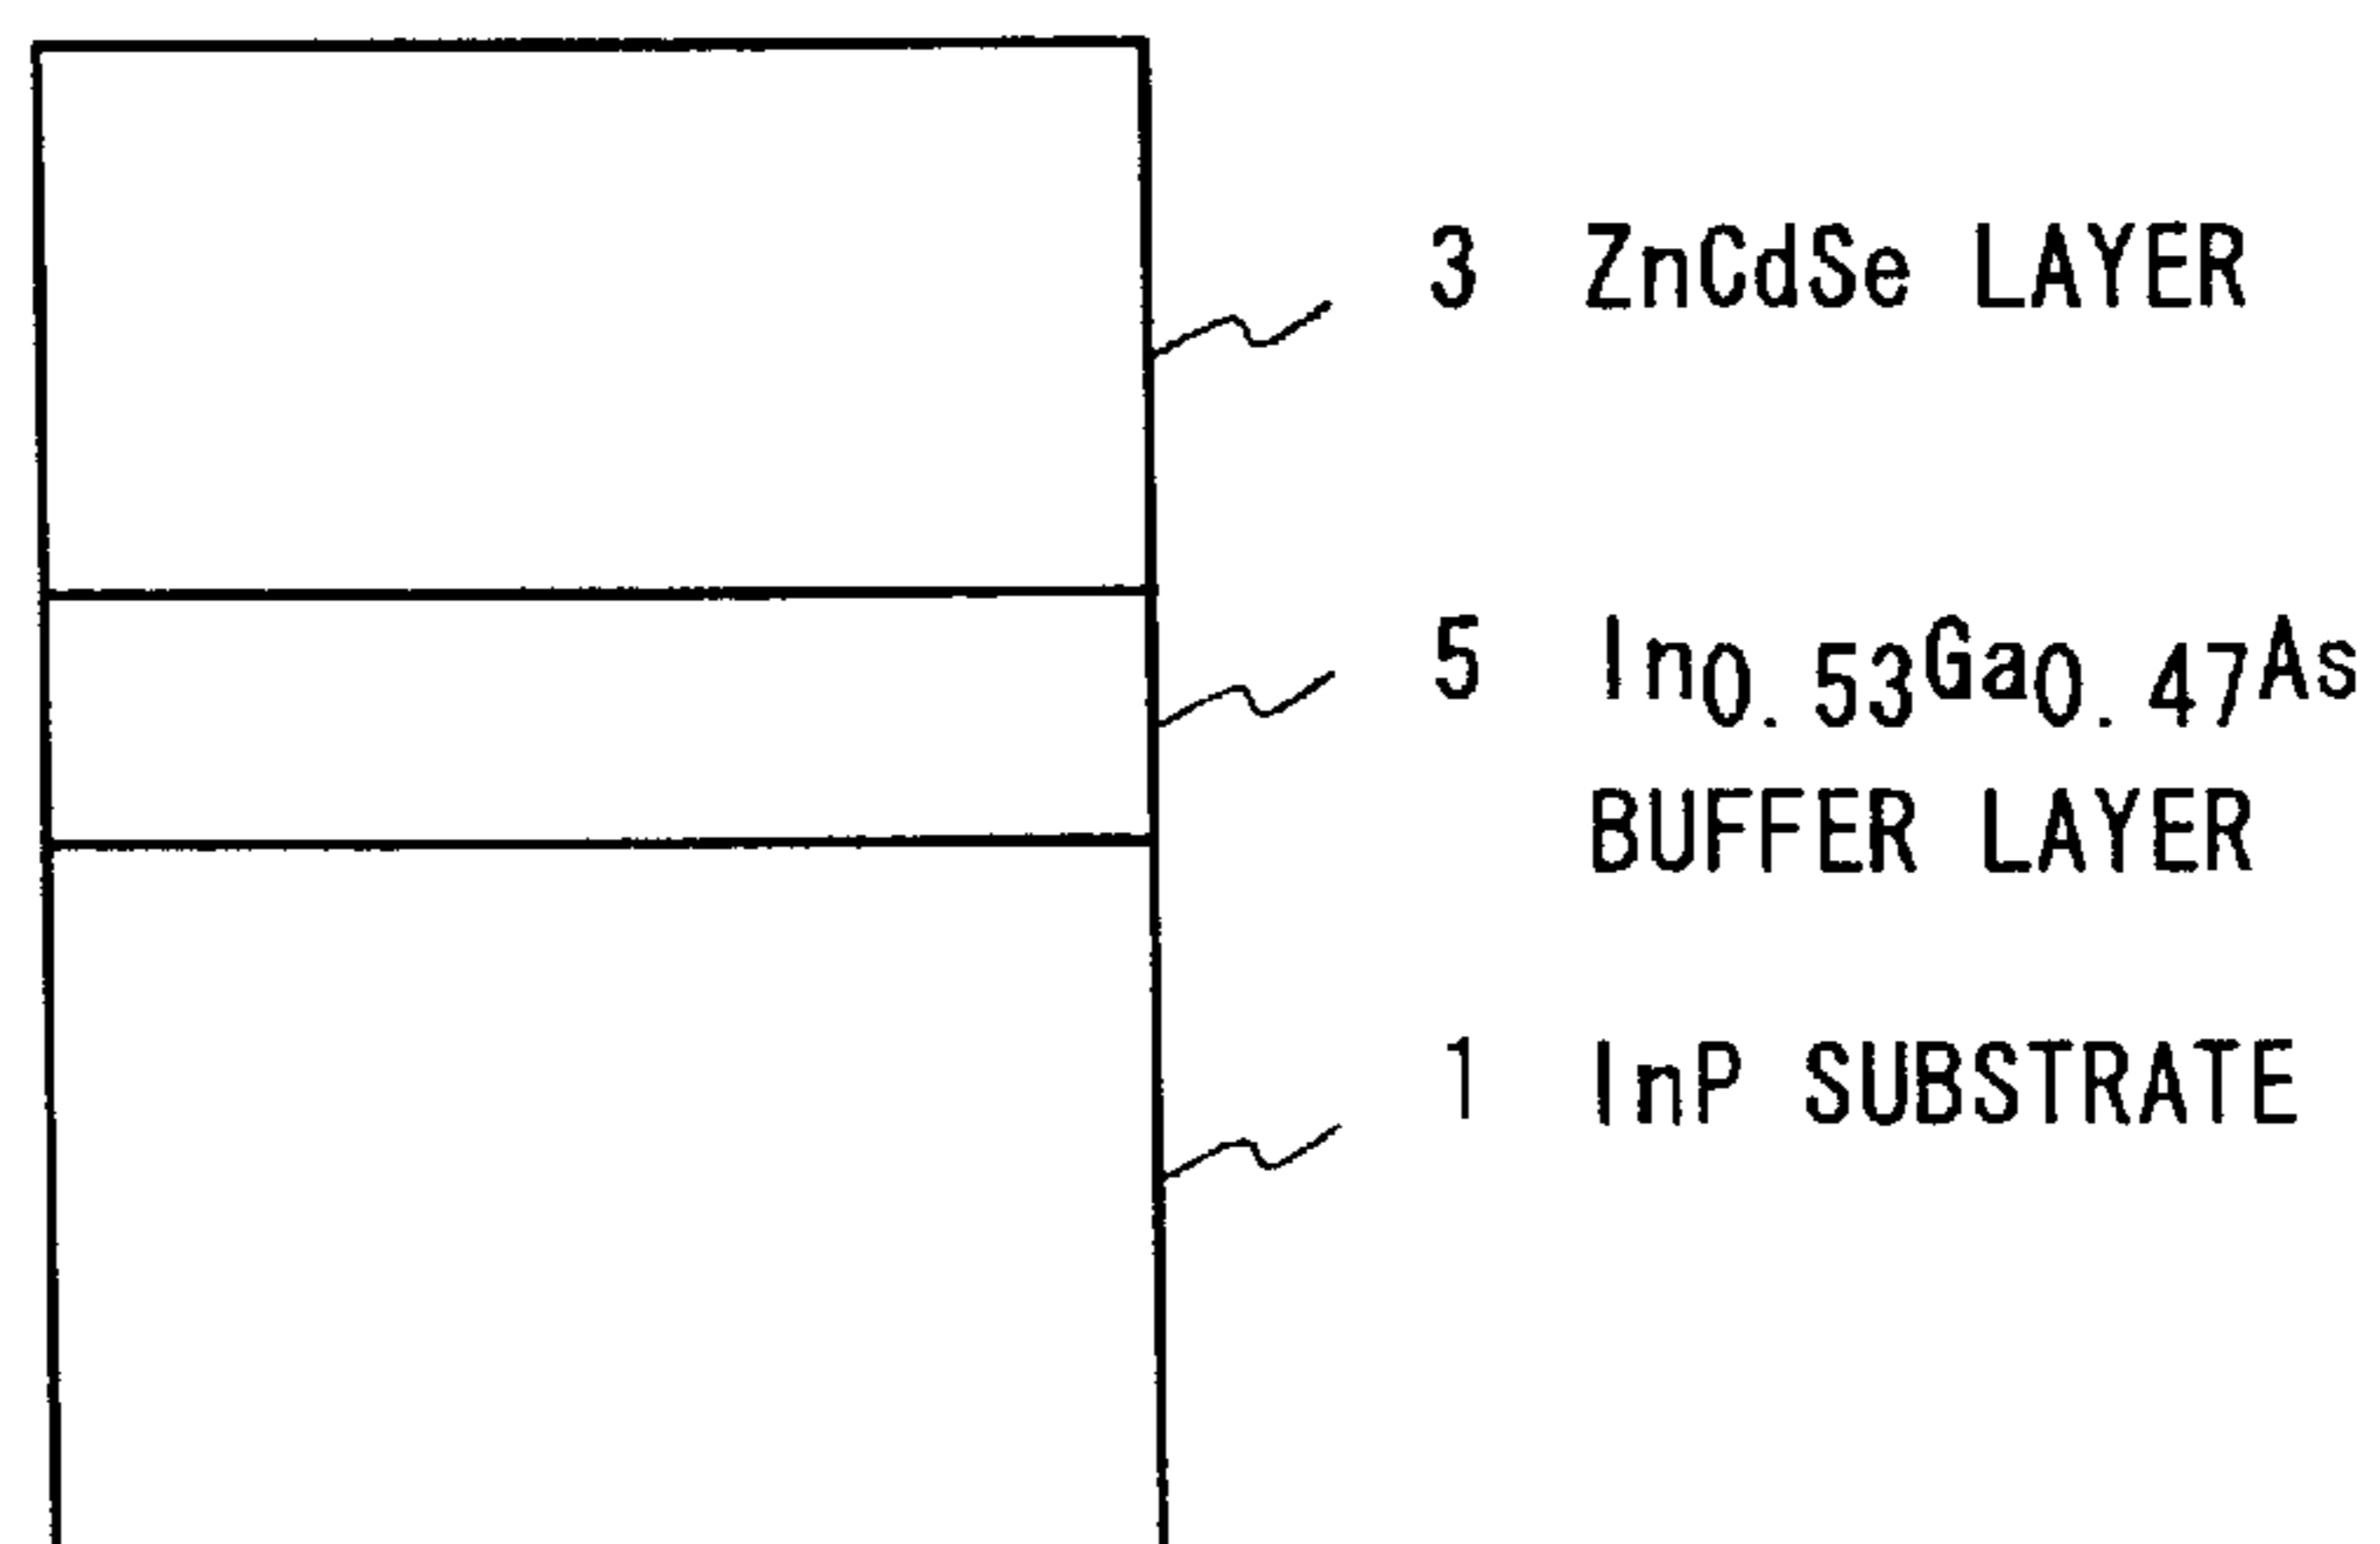 3 ZnCdSe LAYER
5 In0.53Ga0.47As
BUFFER LAYER
1 InP SUBSTRATE